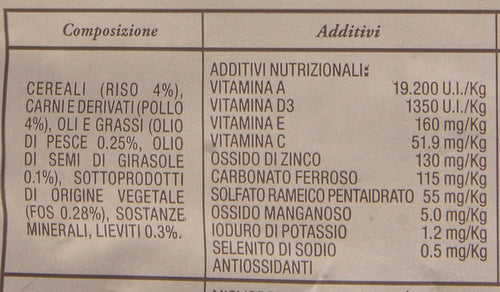 Composizione
CEREALI (RISO 4%),
CARNI E DERIVATI (POLLO
4%), OLI E GRASSI (OLIO
DI PESCE 0.25%, OLIO
DI SEMI DI GIRASOLE
0.1%), SOTTOPRODOTTI
DI ORIGINE VEGETALE
(FOS 0.28%), SOSTANZE
MINERALI, LIEVITI 0.3%.
Additivi
ADDITIVI NUTRIZIONALI:
VITAMINA A 19.200 U.I./Kg
VITAMINA D3 1350 U.I./Kg
VITAMINA E 160 mg/Kg
VITAMINA C 51.9 mg/Kg
OSSIDO DI ZINCO 130 mg/Kg
CARBONATO FERROSO 115 mg/Kg
SOLFATO RAMEICO PENTAIDRATO 55 mg/Kg
OSSIDO MANGANOSO 5.0 mg/Kg
IODURO DI POTASSIO 1.2 mg/Kg
SELENITO DI SODIO 0.5 mg/Kg
ANTIOSSIDANTI